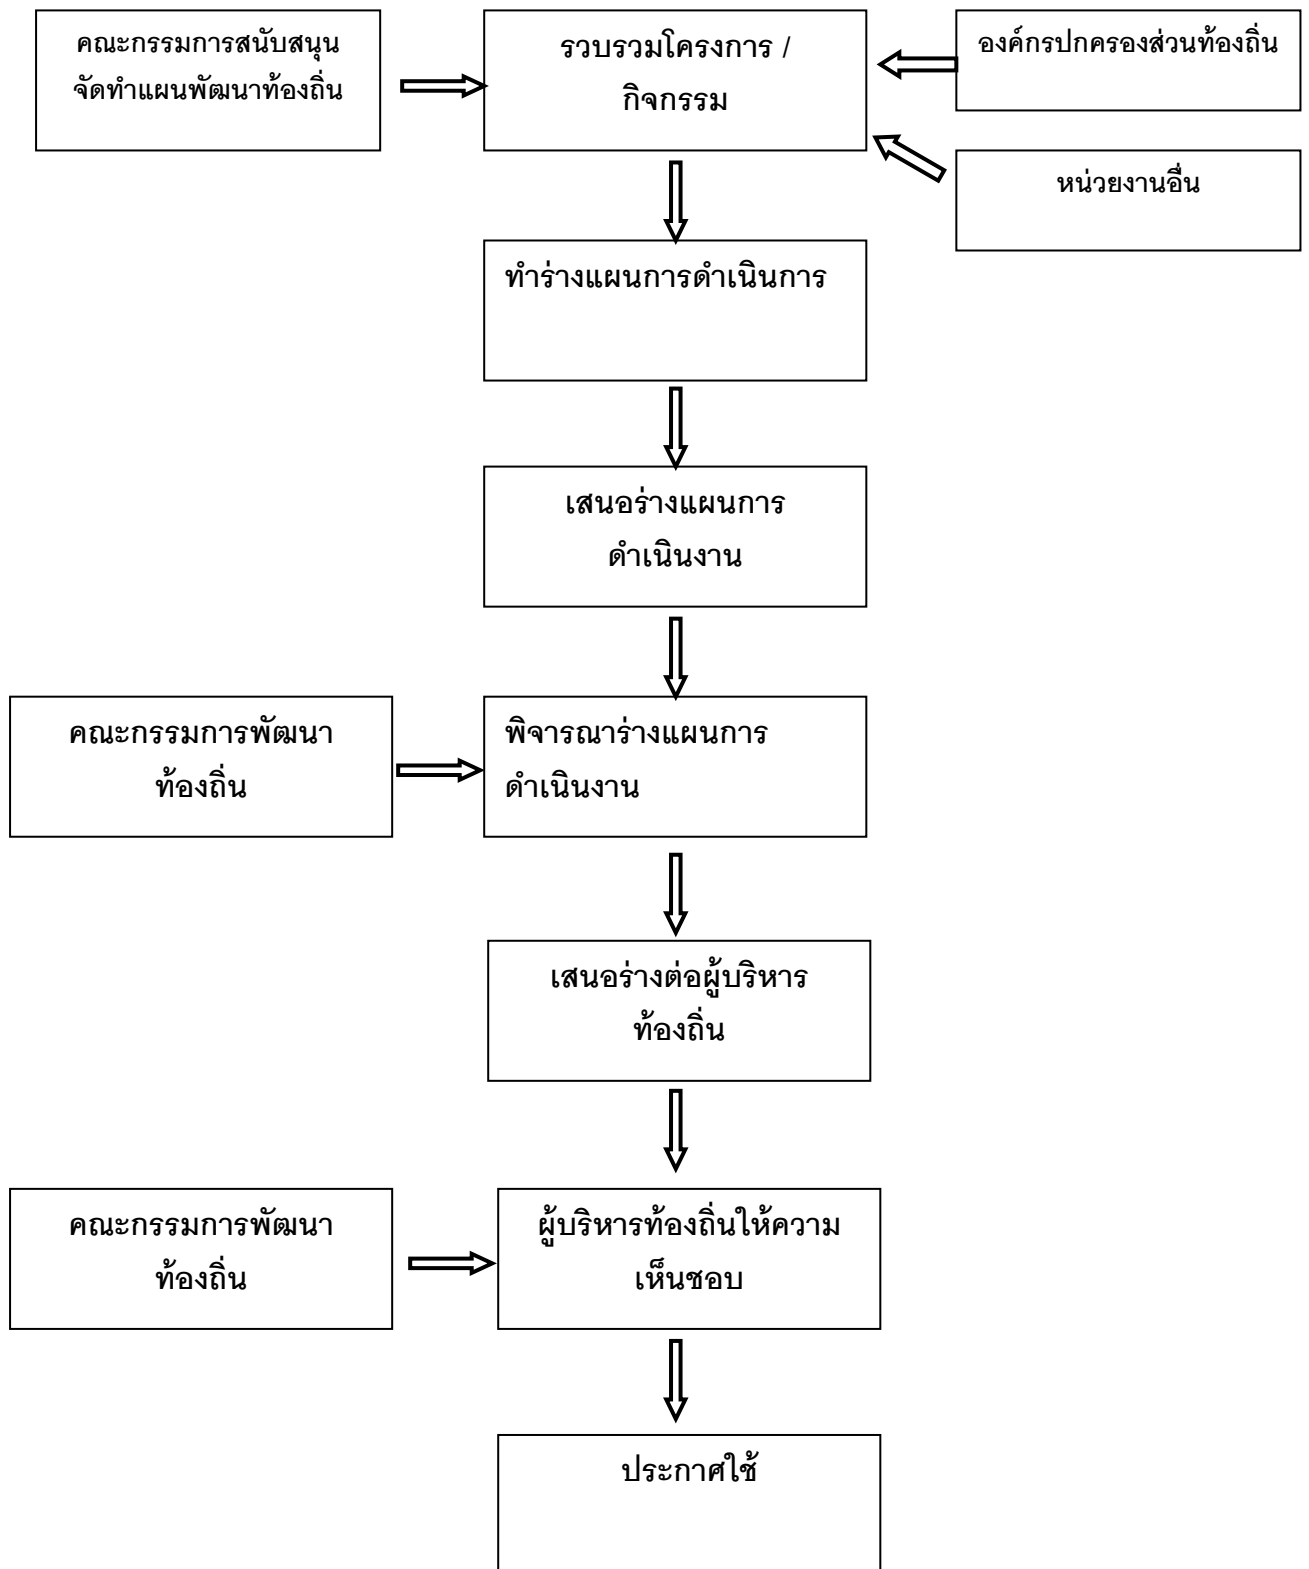 คณะกรรมการสนับสนุน
จัดทำแผนพัฒนาท้องถิ่น
รวบรวมโครงการ /
กิจกรรม
องค์กรปกครองส่วนท้องถิ่น
หน่วยงานอื่น
ทำร่างแผนการดำเนินการ
เสนอร่างแผนการ
ดำเนินงาน
คณะกรรมการพัฒนา
ท้องถิ่น
พิจารณาร่างแผนการ
ดำเนินงาน
เสนอร่างต่อผู้บริหาร
ท้องถิ่น
คณะกรรมการพัฒนา
ท้องถิ่น
ผู้บริหารท้องถิ่นให้ความ
เห็นชอบ
ประกาศใช้